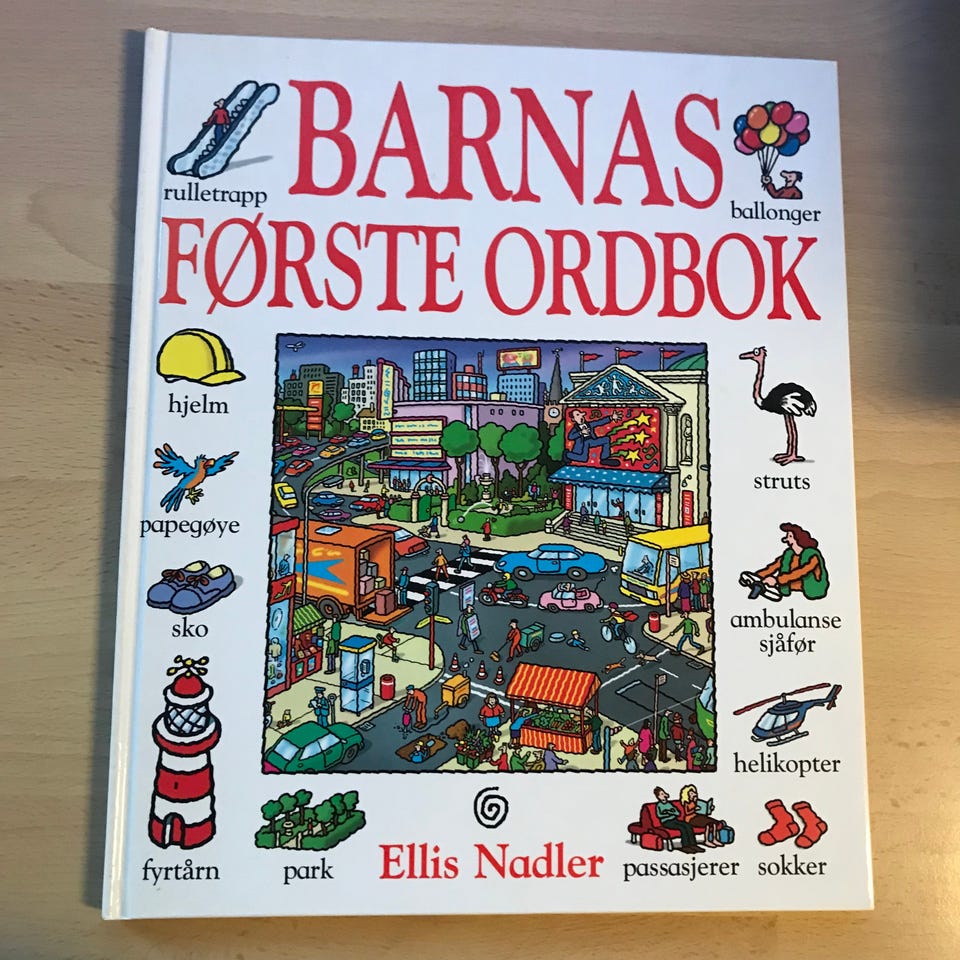 rulletrapp
BARNAS
ballonger
FØRSTE ORDBOK
hjelm
struts
papegøye
sko
ambulanse
sjåfør
helikopter
fyrtårn
park
Ellis Nadler
passasjerer
sokker